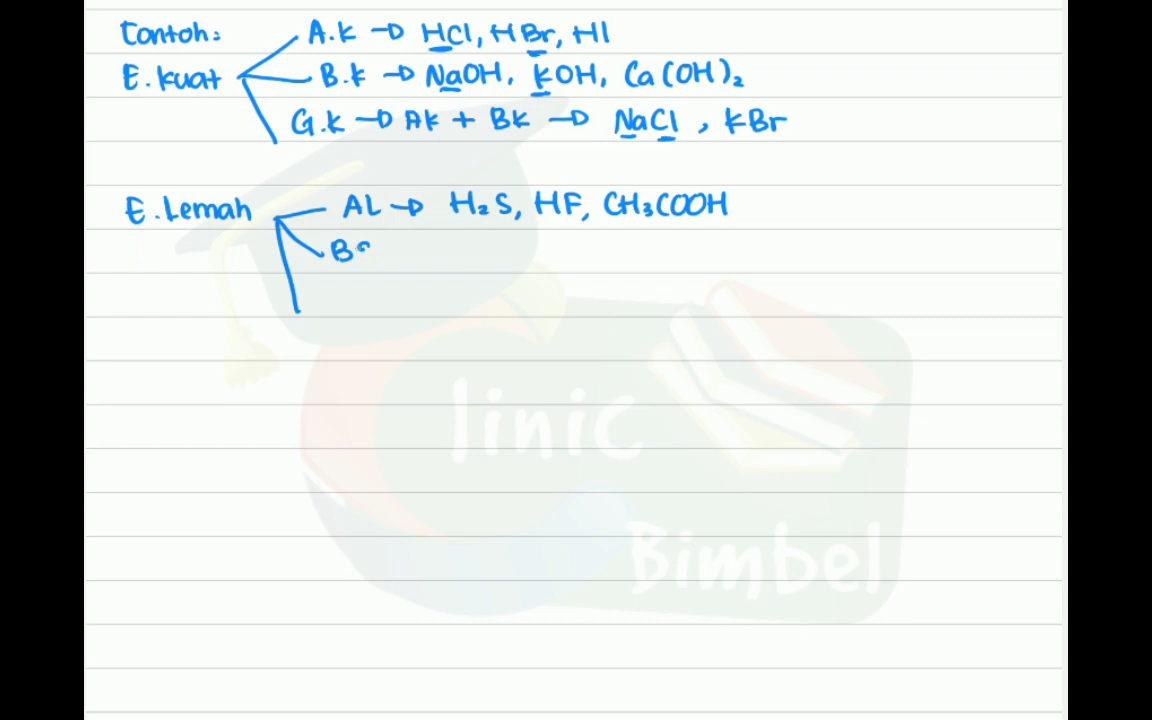 Contoh:
A.k → HCl, HBr, HI
E.kuat
B.k → NaOH, kOH, Ca(OH)₂
G.k → Ak + Bk → NaCl, kBr
E.Lemah
AL → H₂S, HF, CH₃COOH
B
linic
Bimbel